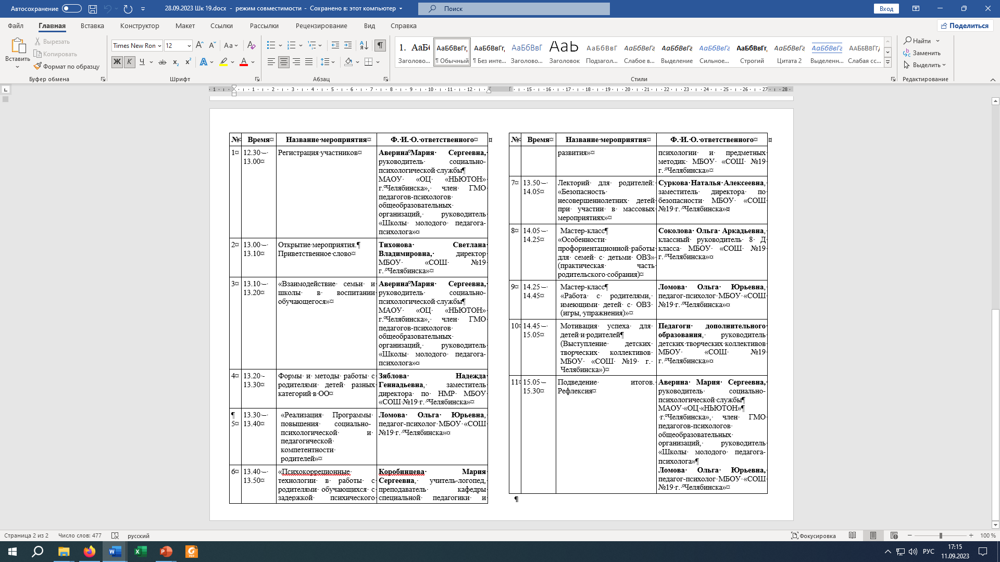 Автосохранение
28.09.2023 Шк 19.docx - режим совместимости - Сохранено в: этот компьютер
Поиск
Вход
Файл Главная Вставка Конструктор Макет Ссылки Рассылки Рецензирование Вид Справка
Поделиться
Вставить
Вырезать
Копировать
Формат по образцу
Буфер обмена
Times New Ron 12
Шрифт
Абзац
Заголово... ¶ Обычный ¶ Без инте... Заголово... Заголовок Подзагол... Слабое в... Выделение Сильное... Строгий Цитата 2 Выделенн... Слабая сс...
Стили
Найти
Заменить
Выделить
Редактирование
№ Время Название мероприятия Ф. И. О. ответственного
1 12.30 –
13.00
Регистрация участников
Аверина Мария Сергеевна,
руководитель социально-
психологической службы¶
МАОУ «ОЦ «НЬЮТОН»
г. Челябинска», член ГМО
педагогов-психологов
общеобразовательных
организаций, руководитель
«Школы молодого педагога-
психолога»
2 13.00 –
13.10
Открытие мероприятия.¶
Приветственное слово
Тихонова Светлана
Владимировна, директор
МБОУ «СОШ №19
г. Челябинска»
3 13.10 –
13.20
«Взаимодействие семьи и
школы в воспитании
обучающегося»
Аверина Мария Сергеевна,
руководитель социально-
психологической службы¶
МАОУ «ОЦ «НЬЮТОН»
г. Челябинска», член ГМО
педагогов-психологов
общеобразовательных
организаций, руководитель
«Школы молодого педагога-
психолога»
4 13.20 -
13.30
Формы и методы работы с
родителями детей разных
категорий в ОО
Зяблова Надежда
Геннадьевна, заместитель
директора по НМР МБОУ
«СОШ №19 г. Челябинска»
¶
5 13.30 –
13.40
«Реализация Программы
повышения социально-
психологической и
педагогической
компетентности
родителей»
Ломова Ольга Юрьевна,
педагог-психолог МБОУ «СОШ
№19 г. Челябинска»
6 13.40 –
13.50
«Психокорреционные
технологии в работы с
родителями обучающихся с
задержкой психического
Коробинцева Мария
Сергеевна, учитель-логопед,
преподаватель кафедры
специальной педагогики и
№ Время Название мероприятия Ф. И. О. ответственного
развития»
психологии и предметных
методик МБОУ «СОШ №19
г. Челябинска»
7 13.50 –
14.05
Лекторий для родителей:
«Безопасность
несовершеннолетних детей
при участии в массовых
мероприятиях»
Суркова Наталья Алексеевна,
заместитель директора по
безопасности МБОУ «СОШ
№19 г. Челябинска»
8 14.05 –
14.25
Мастер-класс¶
«Особенности
профориентационной работы
для семей с детьми ОВЗ»
(практическая часть
родительского собрания)
Соколова Ольга Аркадьевна,
классный руководитель 8 Д
класса МБОУ «СОШ №19
г. Челябинска»
9 14.25 –
14.45
Мастер-класс¶
«Работа с родителями,
имеющими детей с ОВЗ
(игры, упражнения)»
Ломова Ольга Юрьевна,
педагог-психолог МБОУ «СОШ
№19 г. Челябинска»
10 14.45 –
15.05
Мотивация успеха для
детей и родителей¶
(Выступление детских
творческих коллективов
МБОУ «СОШ №19 г.
Челябинска»)
Педагоги дополнительного
образования, руководитель
детских творческих коллективов
МБОУ «СОШ №19
г. Челябинска»
11 15.05 –
15.30
Подведение итогов.
Рефлексия
Аверина Мария Сергеевна,
руководитель социально-
психологической службы¶
МАОУ «ОЦ «НЬЮТОН»¶
г. Челябинска», член ГМО
педагогов-психологов
общеобразовательных
организаций, руководитель
«Школы молодого педагога-
психолога»¶
Ломова Ольга Юрьевна,
педагог-психолог МБОУ «СОШ
№19 г. Челябинска»
¶
Страница 2 из 2 Число слов: 477 русский
Фокусировка
100 %
РУС
17:15
11.09.2023